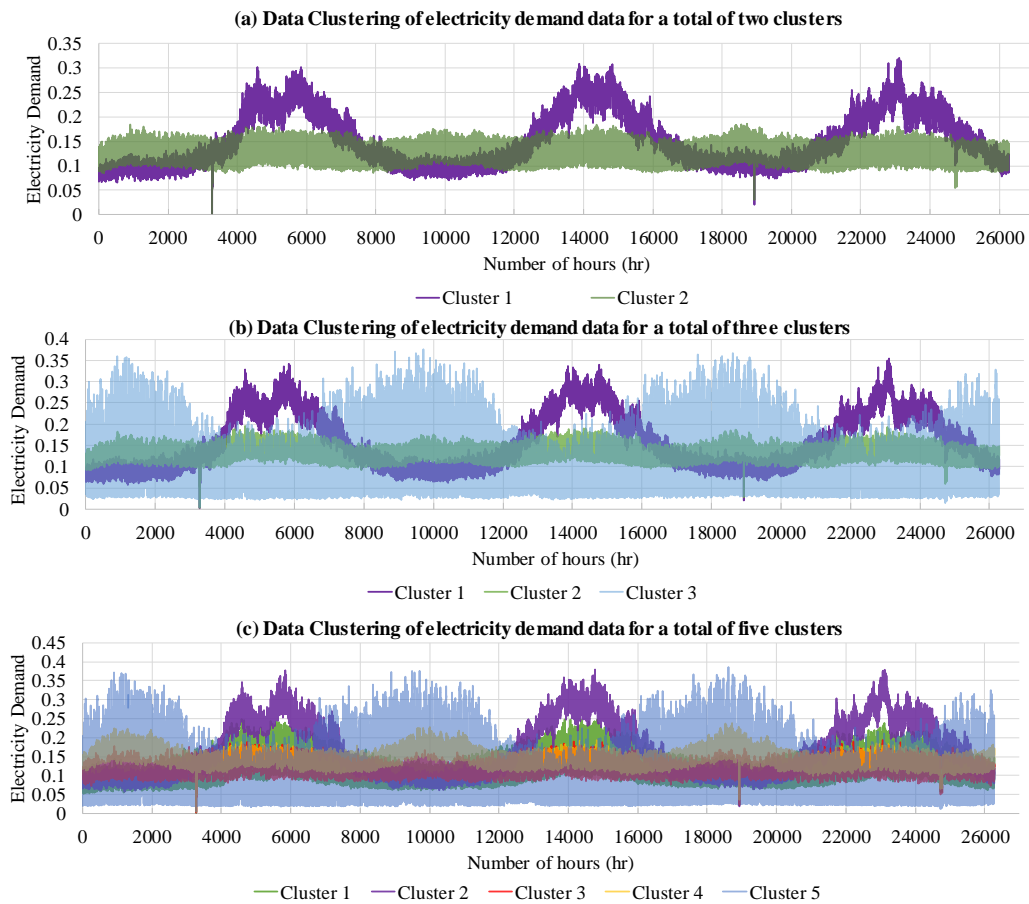 (a) Data Clustering of electricity demand data for a total of two clusters
0.35
0.3
0.25
0.2
0.15
0.1
0.05
0
Electricity Demand
0 2000 4000 6000 8000 10000 12000 14000 16000 18000 20000 22000 24000 26000
Number of hours (hr)
Cluster 1 Cluster 2
(b) Data Clustering of electricity demand data for a total of three clusters
0.4
0.35
0.3
0.25
0.2
0.15
0.1
0.05
0
Electricity Demand
0 2000 4000 6000 8000 10000 12000 14000 16000 18000 20000 22000 24000 26000
Number of hours (hr)
Cluster 1 Cluster 2 Cluster 3
(c) Data Clustering of electricity demand data for a total of five clusters
0.45
0.4
0.35
0.3
0.25
0.2
0.15
0.1
0.05
0
Electricity Demand
0 2000 4000 6000 8000 10000 12000 14000 16000 18000 20000 22000 24000 26000
Number of hours (hr)
Cluster 1 Cluster 2 Cluster 3 Cluster 4 Cluster 5